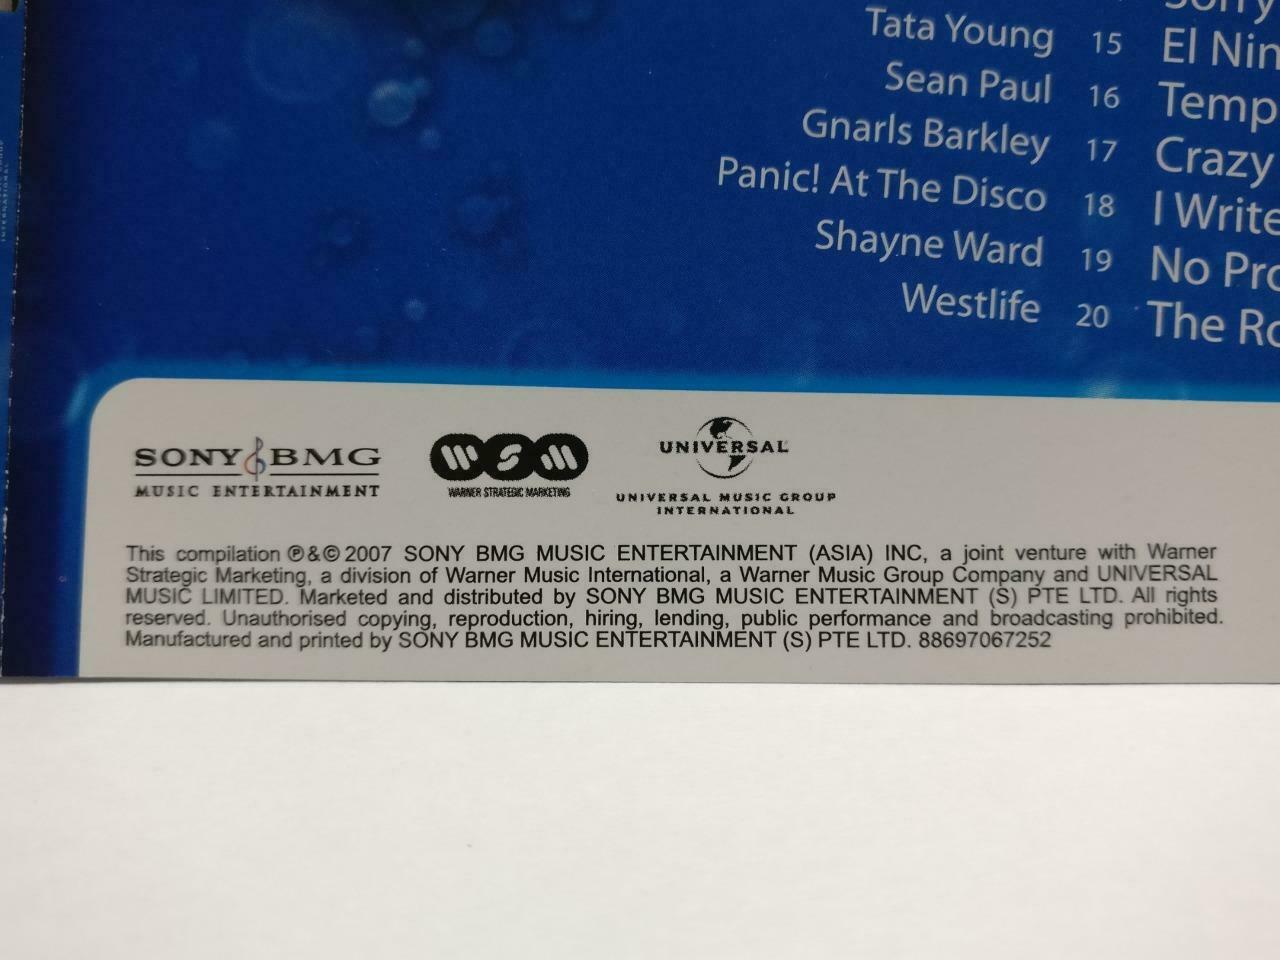 Tata Young 15 El Nin
Sean Paul 16 Temp
Gnarls Barkley 17 Crazy
Panic! At The Disco 18 I Write
Shayne Ward 19 No Pro
Westlife 20 The Ro
SONY BMG
MUSIC ENTERTAINMENT
WSM
WARNER STRATEGIC MARKETING
UNIVERSAL
UNIVERSAL MUSIC GROUP
INTERNATIONAL
This compilation ℗&© 2007 SONY BMG MUSIC ENTERTAINMENT (ASIA) INC, a joint venture with Warner
Strategic Marketing, a division of Warner Music International, a Warner Music Group Company and UNIVERSAL
MUSIC LIMITED. Marketed and distributed by SONY BMG MUSIC ENTERTAINMENT (S) PTE LTD. All rights
reserved. Unauthorised copying, reproduction, hiring, lending, public performance and broadcasting prohibited.
Manufactured and printed by SONY BMG MUSIC ENTERTAINMENT (S) PTE LTD. 88697067252